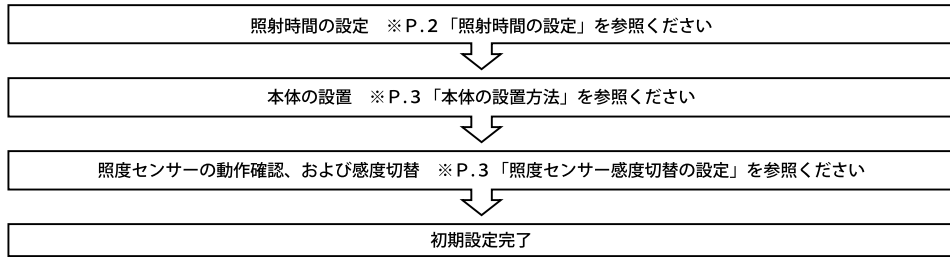 照射時間の設定　※P.2「照射時間の設定」を参照ください
本体の設置　※P.3「本体の設置方法」を参照ください
照度センサーの動作確認、および感度切替　※P.3「照度センサー感度切替の設定」を参照ください
初期設定完了